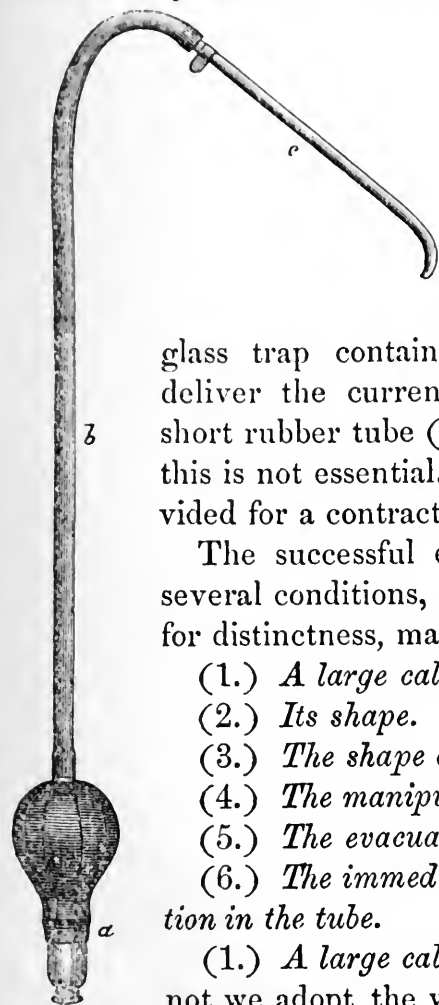 c
b
glass trap contain
deliver the curren
short rubber tube (
this is not essential.
vided for a contract
The successful e
several conditions,
for distinctness, ma
(1.) A large cal
(2.) Its shape.
(3.) The shape
(4.) The manip
(5.) The evacua
(6.) The immed
tion in the tube.
a
(1.) A large cal
not we adopt the